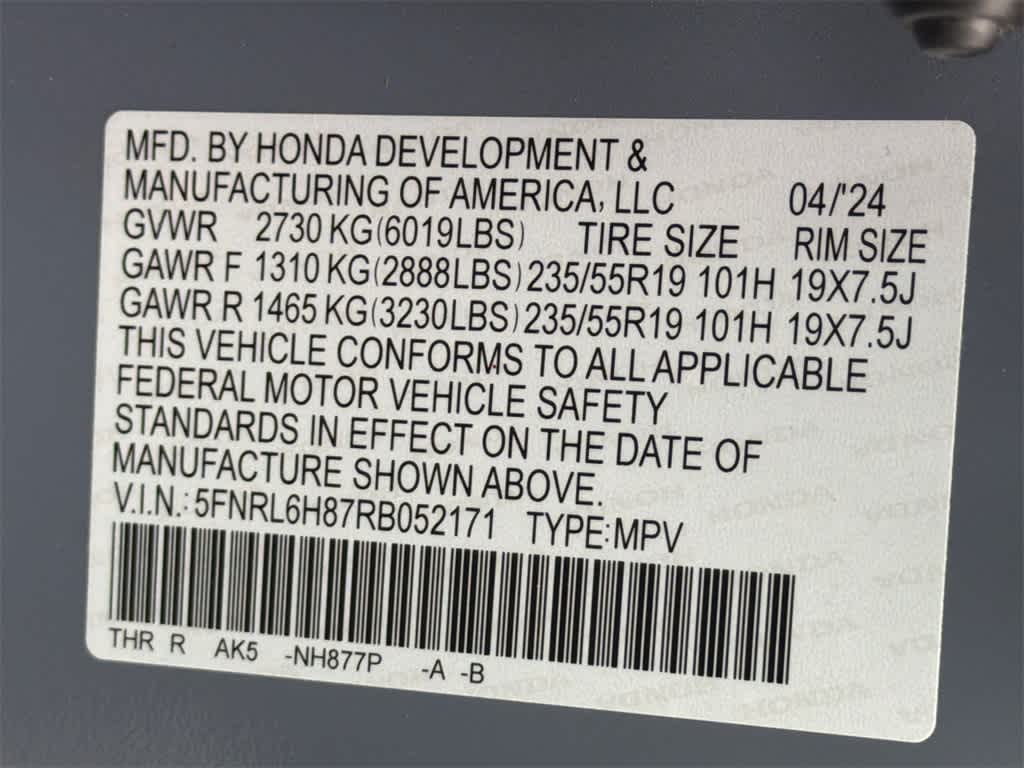 MFD. BY HONDA DEVELOPMENT &
MANUFACTURING OF AMERICA, LLC 04/'24
GVWR 2730 KG(6019LBS) TIRE SIZE RIM SIZE
GAWR F 1310 KG(2888LBS) 235/55R19 101H 19X7.5J
GAWR R 1465 KG(3230LBS) 235/55R19 101H 19X7.5J
THIS VEHICLE CONFORMS TO ALL APPLICABLE
FEDERAL MOTOR VEHICLE SAFETY
STANDARDS IN EFFECT ON THE DATE OF
MANUFACTURE SHOWN ABOVE.
V.I.N.: 5FNRL6H87RB052171 TYPE:MPV
THR R AK5 -NH877P -A -B